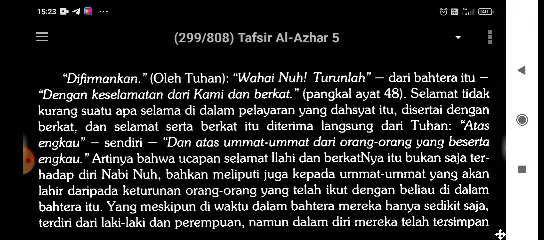 15:23
(299/808) Tafsir Al-Azhar 5
"Difirmankan." (Oleh Tuhan): "Wahai Nuh! Turunlah" — dari bahtera itu —
"Dengan keselamatan dari Kami dan berkat." (pangkal ayat 48). Selamat tidak
kurang suatu apa selama di dalam pelayaran yang dahsyat itu, disertai dengan
berkat, dan selamat serta berkat itu diterima langsung dari Tuhan: "Atas
engkau" — sendiri — "Dan atas ummat-ummat dari orang-orang yang beserta
engkau." Artinya bahwa ucapan selamat Ilahi dan berkatNya itu bukan saja ter-
hadap diri Nabi Nuh, bahkan meliputi juga kepada ummat-ummat yang akan
lahir daripada keturunan orang-orang yang telah ikut dengan beliau di dalam
bahtera itu. Yang meskipun di waktu dalam bahtera mereka hanya sedikit saja,
terdiri dari laki-laki dan perempuan, namun dalam diri mereka telah tersimpan